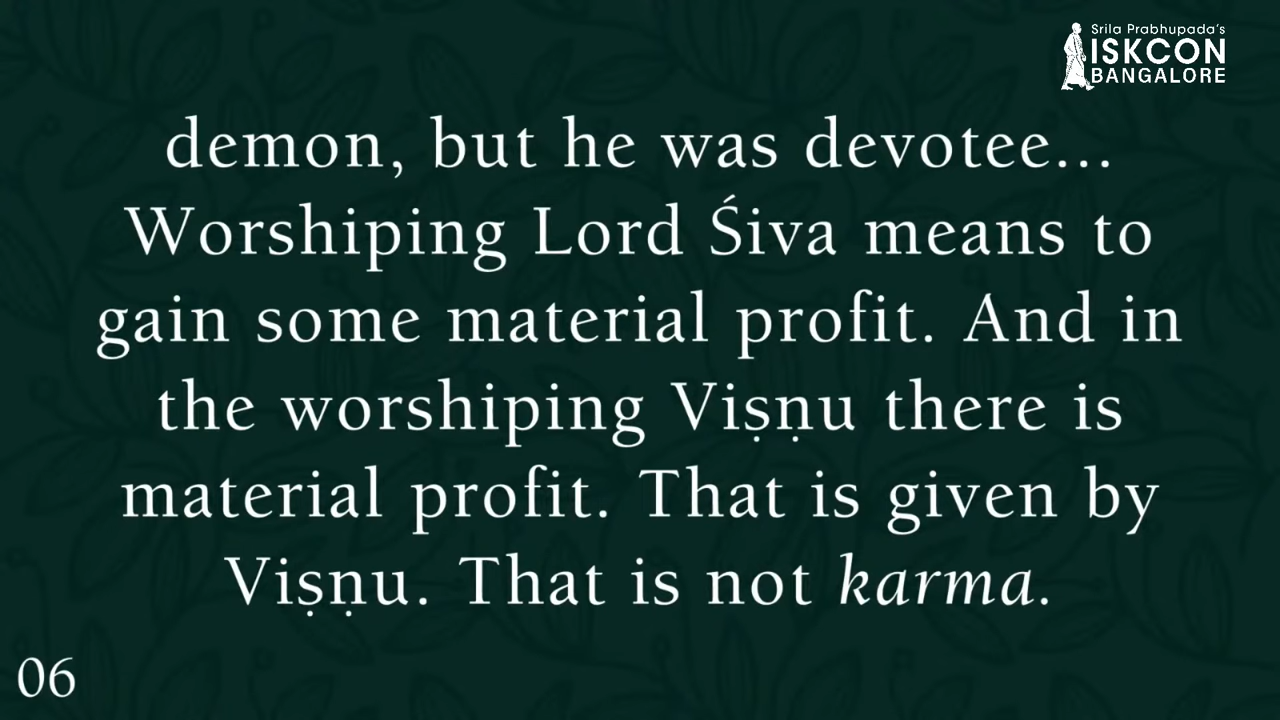 Srila Prabhupada's
ISKCON
BANGALORE
demon, but he was devotee...
Worshiping Lord Śiva means to
gain some material profit. And in
the worshiping Viṣṇu there is
material profit. That is given by
Viṣṇu. That is not karma.
06